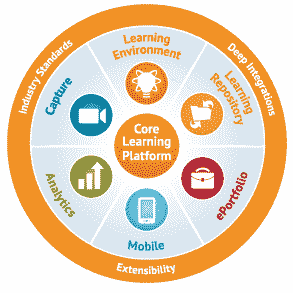 Industry Standards
Deep Integrations
Extensibility
Learning
Environment
Learning
Repository
ePortfolio
Mobile
Analytics
Capture
Core
Learning
Platform